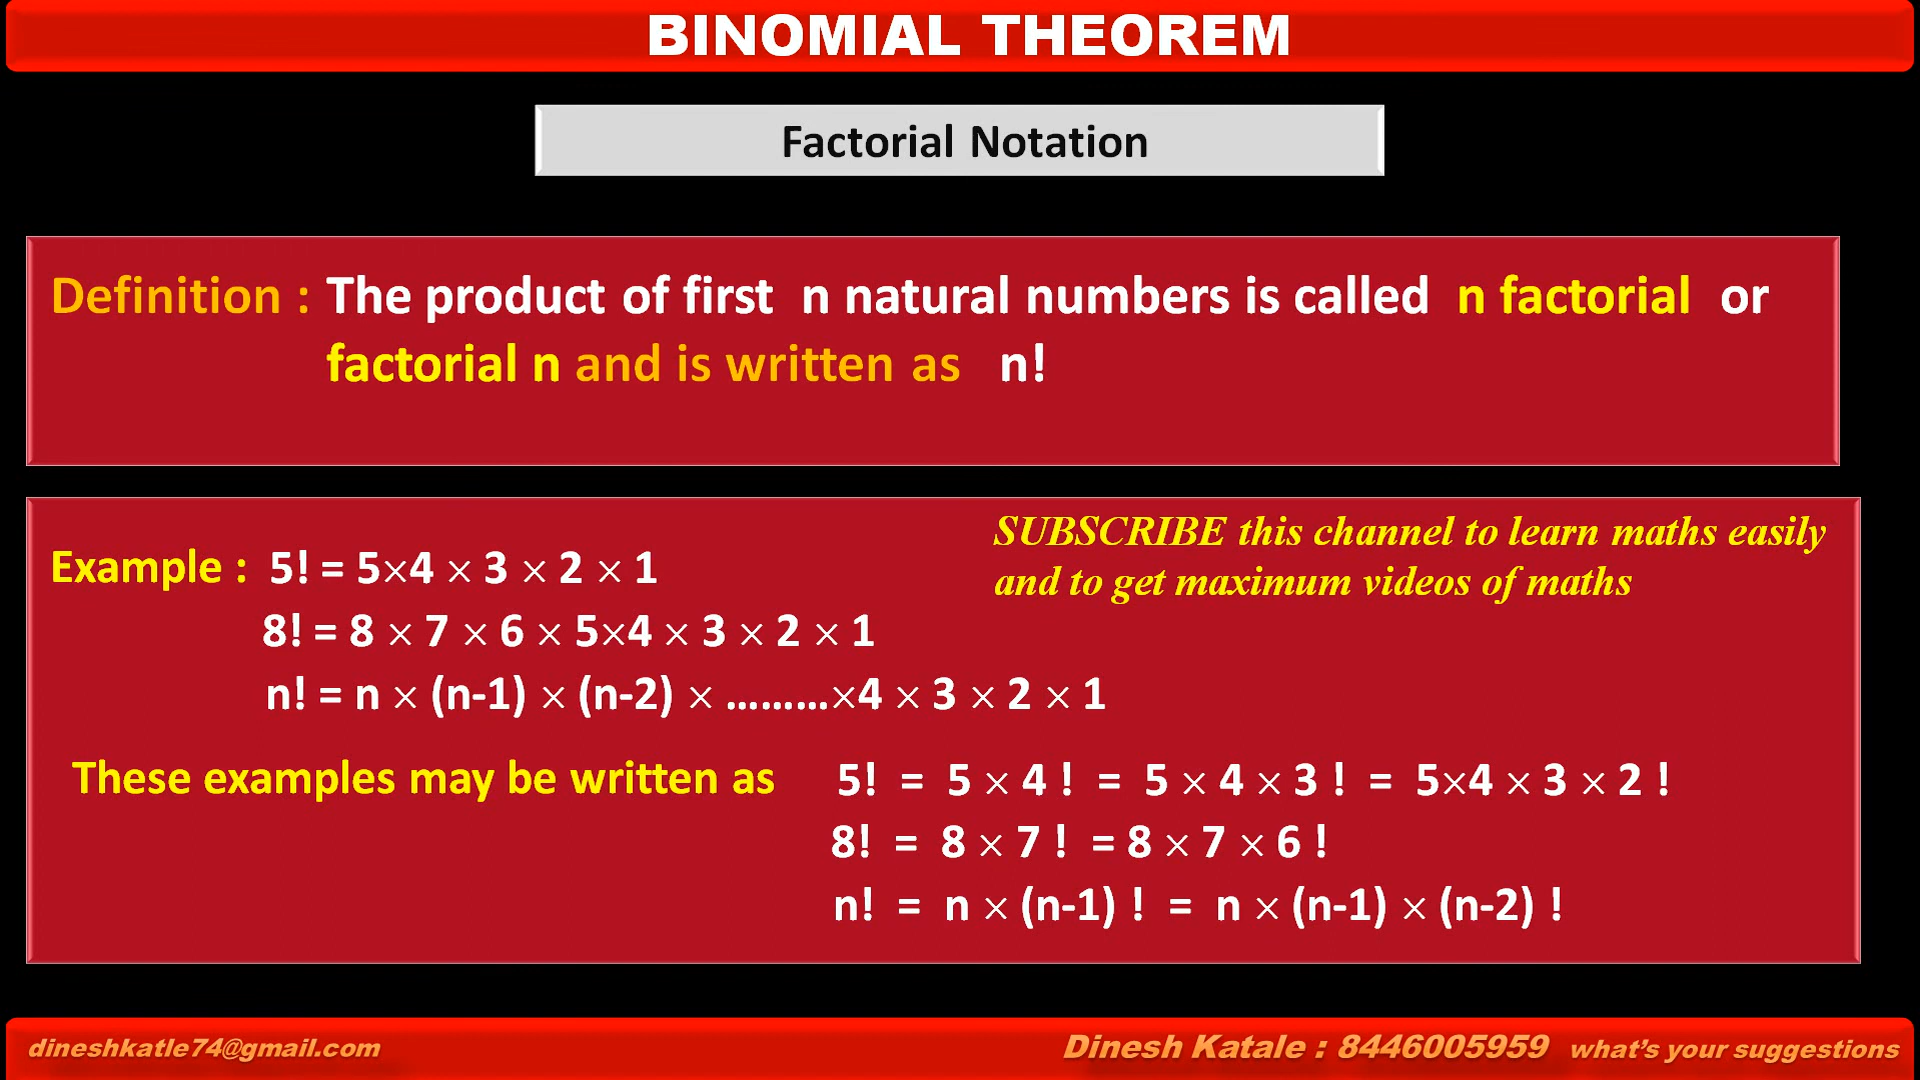 BINOMIAL THEOREM
Factorial Notation
Definition : The product of first n natural numbers is called n factorial or
factorial n and is written as n!
SUBSCRIBE this channel to learn maths easily
and to get maximum videos of maths
Example : 5! = 5×4 × 3 × 2 × 1
8! = 8 × 7 × 6 × 5×4 × 3 × 2 × 1
n! = n × (n-1) × (n-2) × .........×4 × 3 × 2 × 1
These examples may be written as 5! = 5 × 4 ! = 5 × 4 × 3 ! = 5×4 × 3 × 2 !
8! = 8 × 7 ! = 8 × 7 × 6 !
n! = n × (n-1) ! = n × (n-1) × (n-2) !
dineshkatle74@gmail.com Dinesh Katale : 8446005959 what's your suggestions